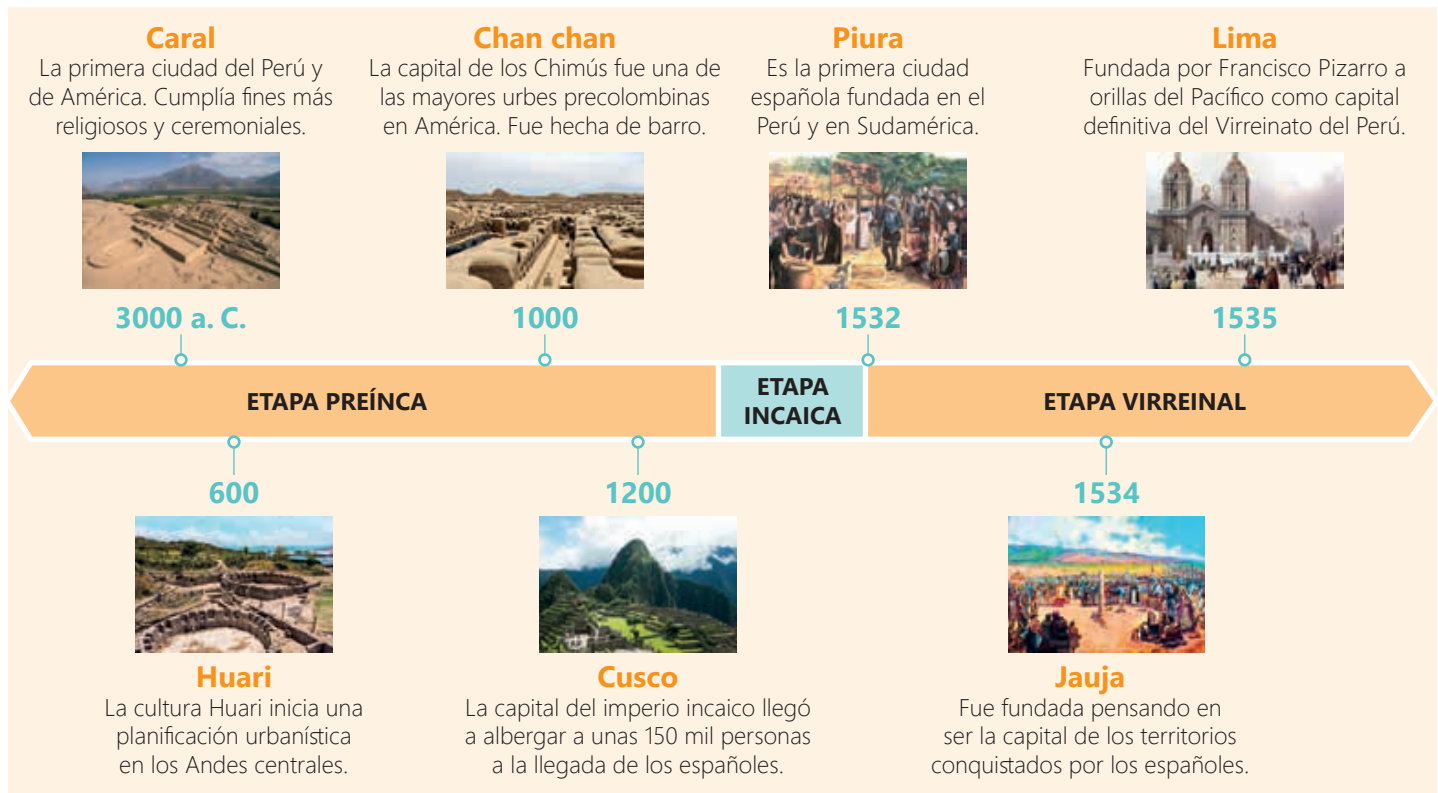 Caral
La primera ciudad del Perú y
de América. Cumplía fines más
religiosos y ceremoniales.
3000 a. C.
Chan chan
La capital de los Chimús fue una de
las mayores urbes precolombinas
en América. Fue hecha de barro.
1000
Piura
Es la primera ciudad
española fundada en el
Perú y en Sudamérica.
1532
Lima
Fundada por Francisco Pizarro a
orillas del Pacífico como capital
definitiva del Virreinato del Perú.
1535
ETAPA PREÍNCA
ETAPA
INCAICA
ETAPA VIRREINAL
600
Huari
La cultura Huari inicia una
planificación urbanística
en los Andes centrales.
1200
Cusco
La capital del imperio incaico llegó
a albergar a unas 150 mil personas
a la llegada de los españoles.
1534
Jauja
Fue fundada pensando en
ser la capital de los territorios
conquistados por los españoles.